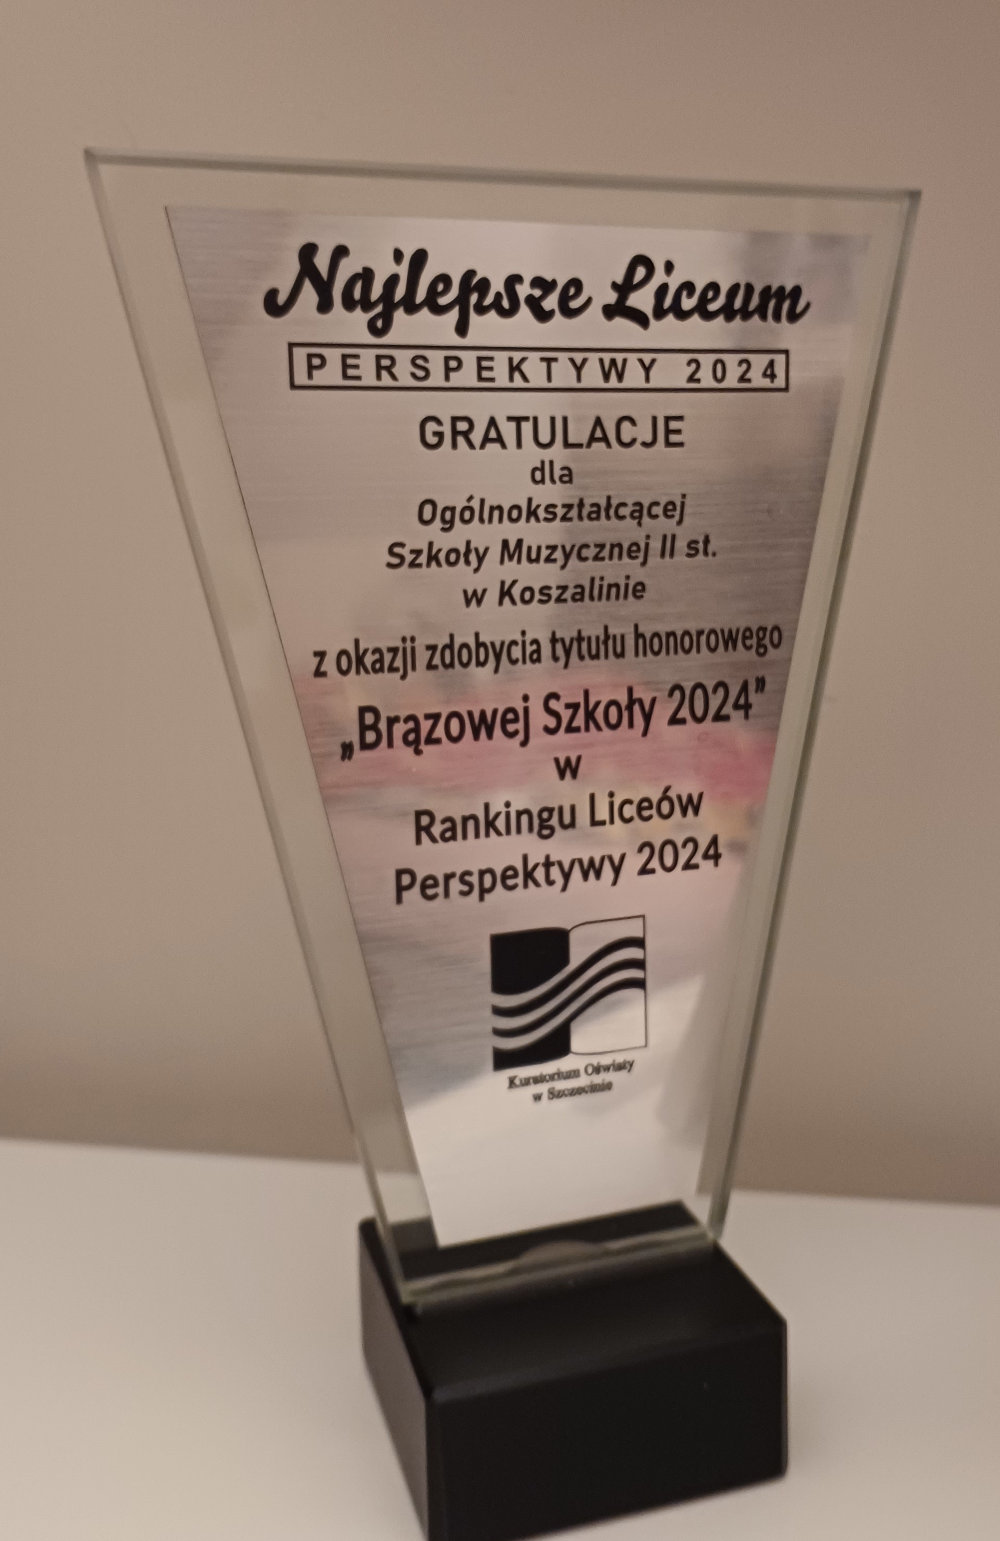 Najlepsze Liceum
PERSPEKTYWY 2024
GRATULACJE
dla
Ogólnokształcącej
Szkoły Muzycznej II st.
w Koszalinie
z okazji zdobycia tytułu honorowego
„Brązowej Szkoły 2024”
w
Rankingu Liceów
Perspektywy 2024
Kuratorium Oświaty
w Szczecinie